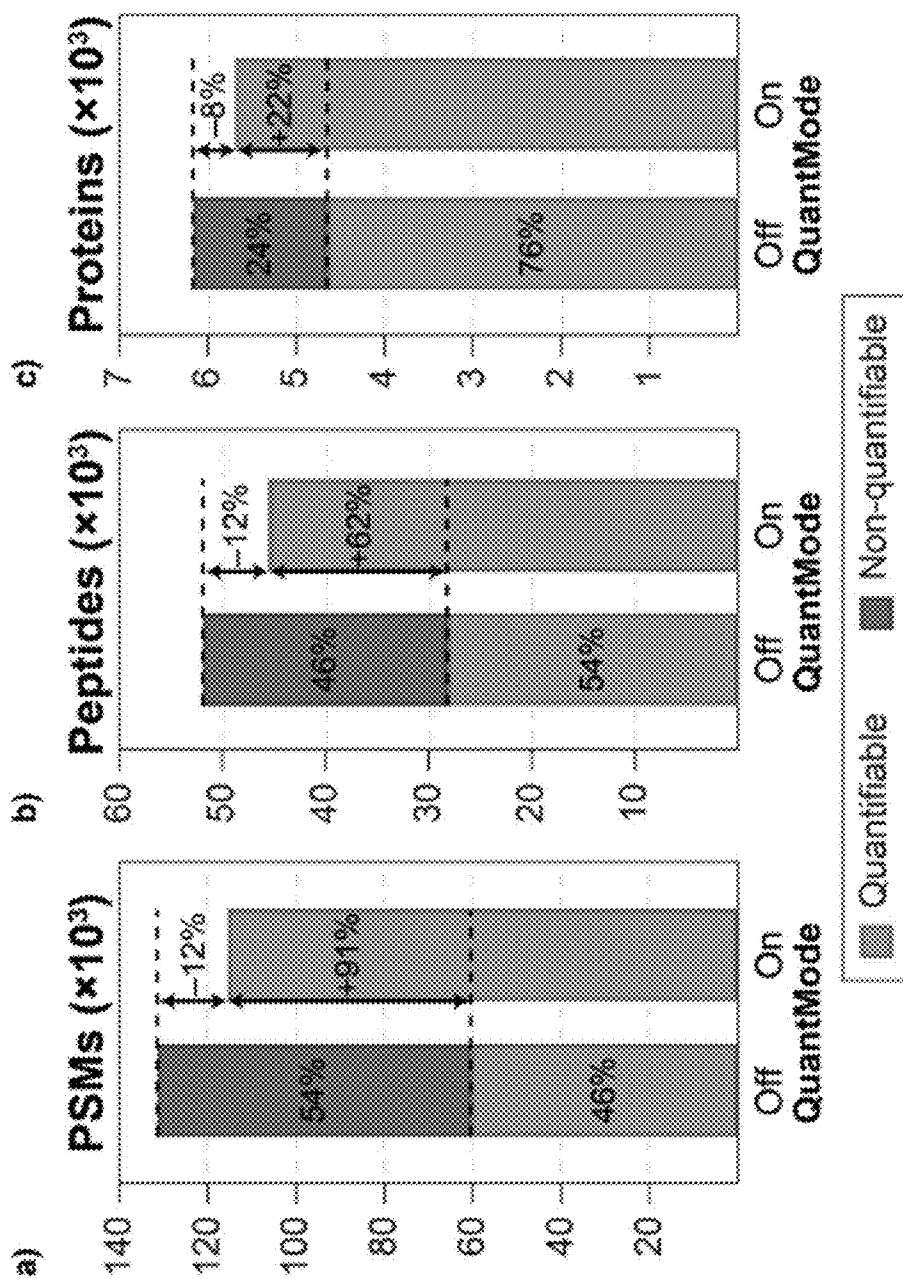 a)
PSMs (×10³)
140
120
100
80
60
40
20
–12%
+91%
54%
46%
Off On
QuantMode
b)
Peptides (×10³)
60
50
40
30
20
10
–12%
+62%
46%
54%
Off On
QuantMode
c)
Proteins (×10³)
7
6
5
4
3
2
1
–8%
+22%
24%
76%
Off On
QuantMode
Quantifiable Non-quantifiable